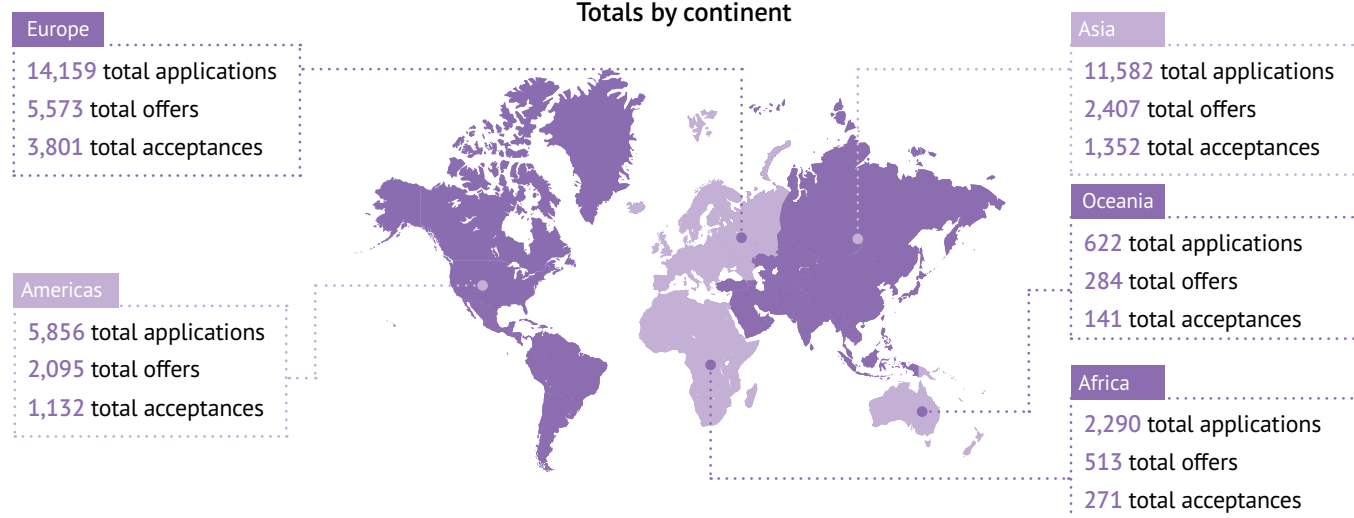 Totals by continent
Europe
14,159 total applications
5,573 total offers
3,801 total acceptances
Americas
5,856 total applications
2,095 total offers
1,132 total acceptances
Asia
11,582 total applications
2,407 total offers
1,352 total acceptances
Oceania
622 total applications
284 total offers
141 total acceptances
Africa
2,290 total applications
513 total offers
271 total acceptances